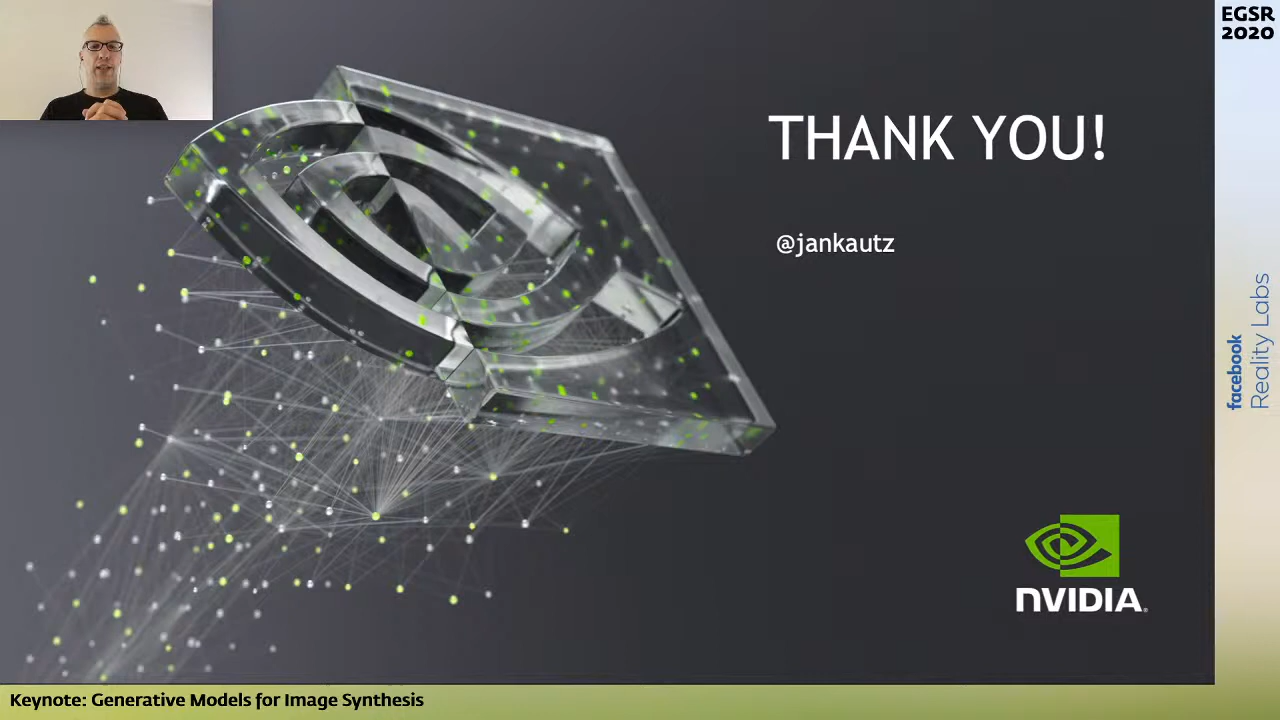 EGSR
2020
THANK YOU!
@jankautz
facebook
Reality Labs
NVIDIA.
Keynote: Generative Models for Image Synthesis